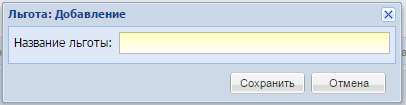 Льгота: Добавление
Название льготы:
Сохранить Отмена